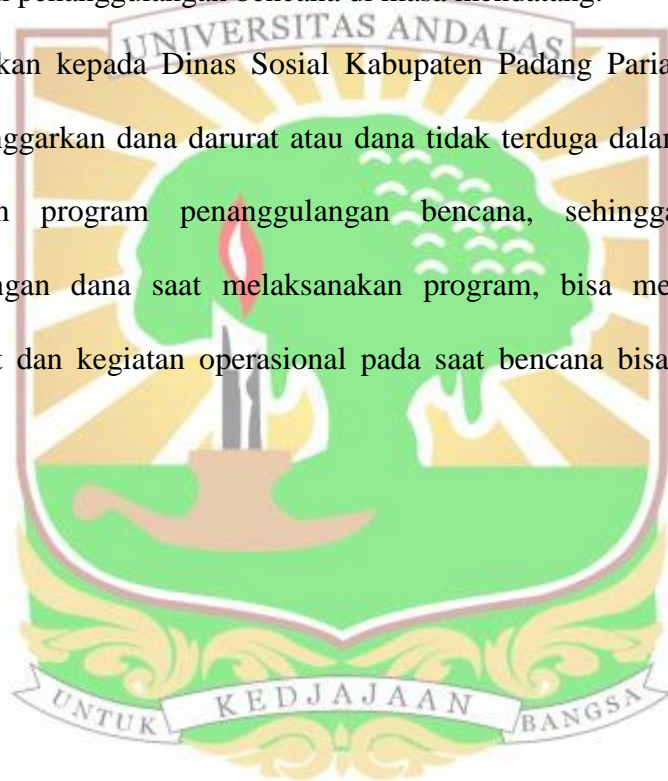 penanggulangan bencana di masa mendatang.
UNIVERSITAS ANDALAS
kan kepada Dinas Sosial Kabupaten Padang Paria
nggarkan dana darurat atau dana tidak terduga dalam
program penanggulangan bencana, sehingga
ngan dana saat melaksanakan program, bisa me
dan kegiatan operasional pada saat bencana bisa
UNTUK KEDJAJAAN BANGSA